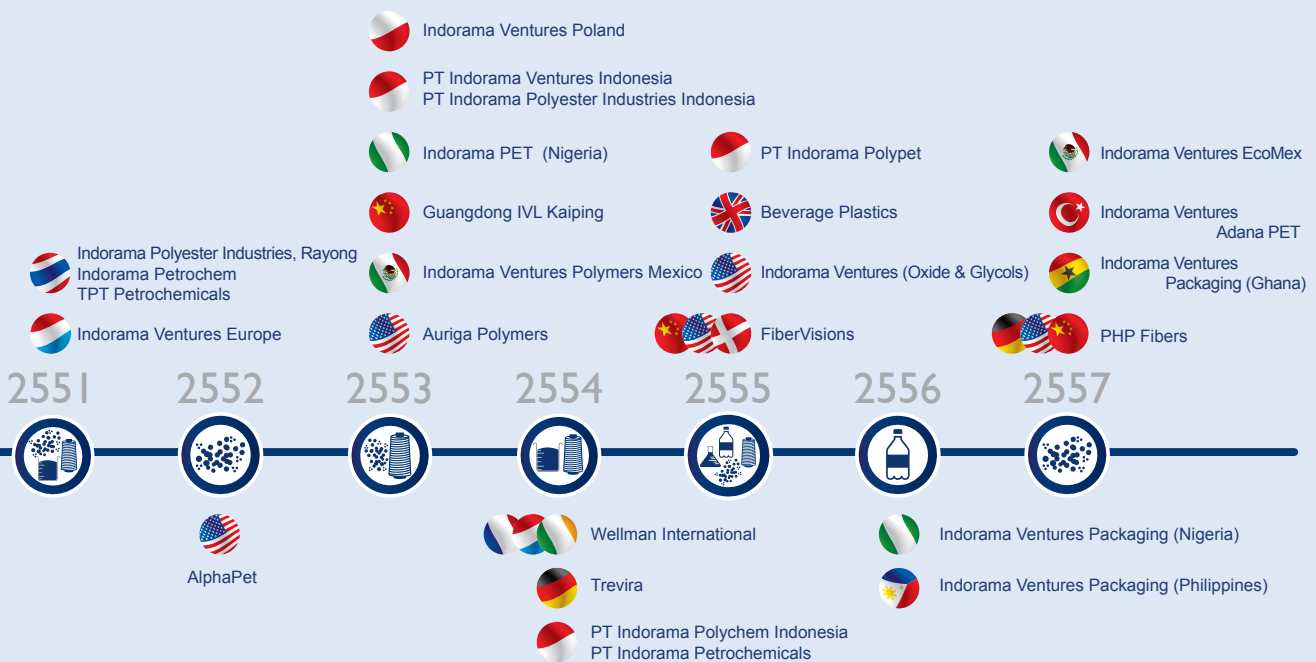 Indorama Ventures Poland
PT Indorama Ventures Indonesia
PT Indorama Polyester Industries Indonesia
Indorama PET (Nigeria)
PT Indorama Polypet
Indorama Ventures EcoMex
Guangdong IVL Kaiping
Beverage Plastics
Indorama Ventures
Adana PET
Indorama Polyester Industries, Rayong
Indorama Petrochem
TPT Petrochemicals
Indorama Ventures Polymers Mexico
Indorama Ventures (Oxide & Glycols)
Indorama Ventures
Packaging (Ghana)
Indorama Ventures Europe
Auriga Polymers
FiberVisions
PHP Fibers
2551 2552 2553 2554 2555 2556 2557
AlphaPet
Wellman International
Indorama Ventures Packaging (Nigeria)
Trevira
Indorama Ventures Packaging (Philippines)
PT Indorama Polychem Indonesia
PT Indorama Petrochemicals